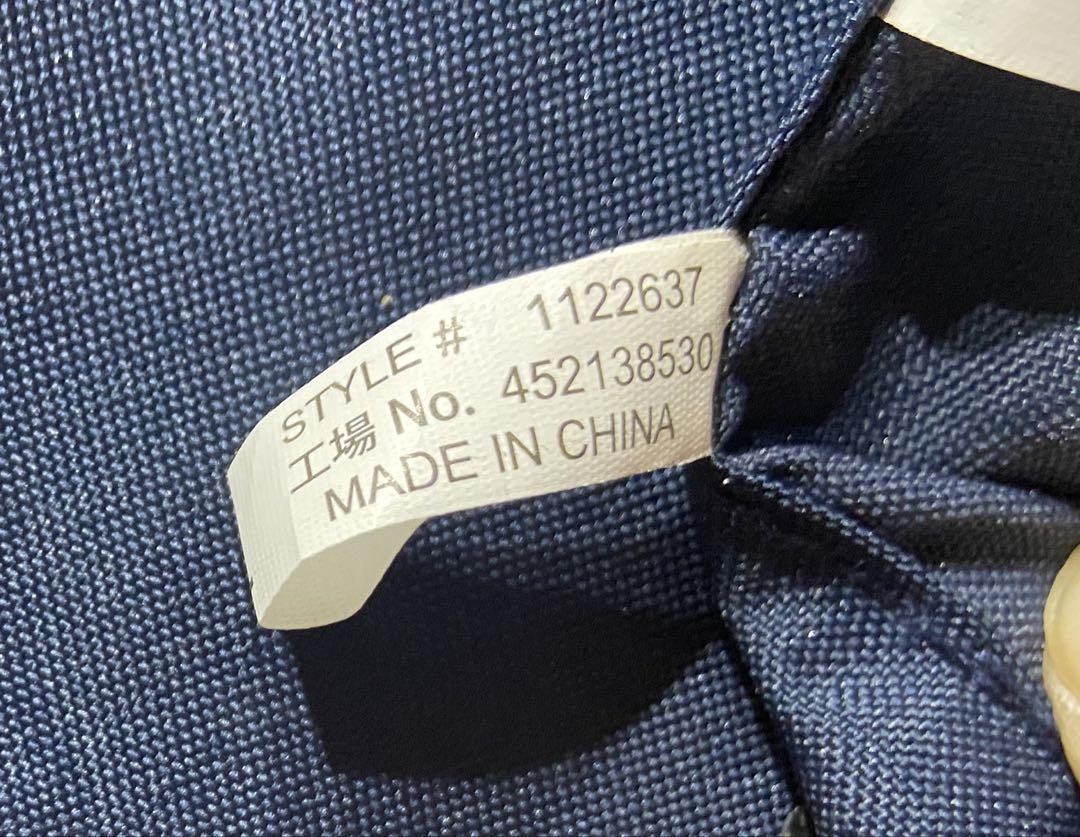 STYLE # 1122637
工場 No. 452138530
MADE IN CHINA